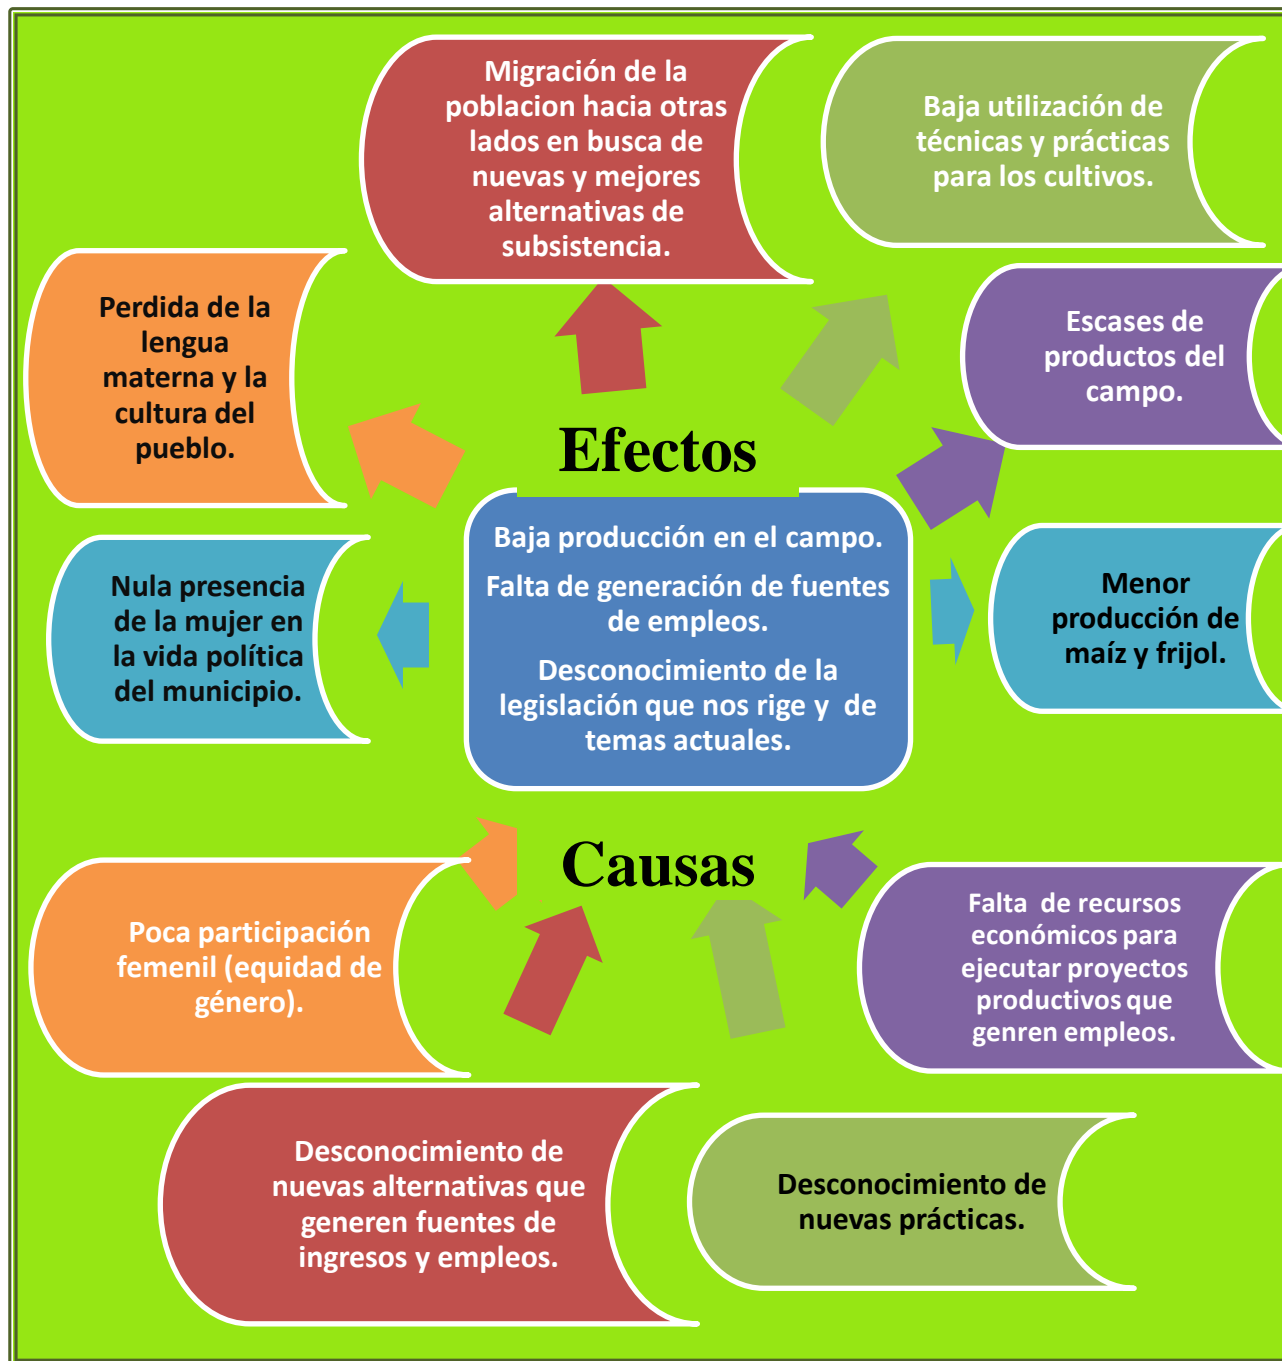 Migración de la
poblacion hacia otras
lados en busca de
nuevas y mejores
alternativas de
subsistencia.
Baja utilización de
técnicas y prácticas
para los cultivos.
Perdida de la
lengua
materna y la
cultura del
pueblo.
Escases de
productos del
campo.
Efectos
Baja producción en el campo.
Falta de generación de fuentes
de empleos.
Desconocimiento de la
legislación que nos rige y  de
temas actuales.
Nula presencia
de la mujer en
la vida política
del municipio.
Menor
producción de
maíz y frijol.
Causas
Poca participación
femenil (equidad de
género).
Falta  de recursos
económicos para
ejecutar proyectos
productivos que
genren empleos.
Desconocimiento de
nuevas alternativas que
generen fuentes de
ingresos y empleos.
Desconocimiento de
nuevas prácticas.